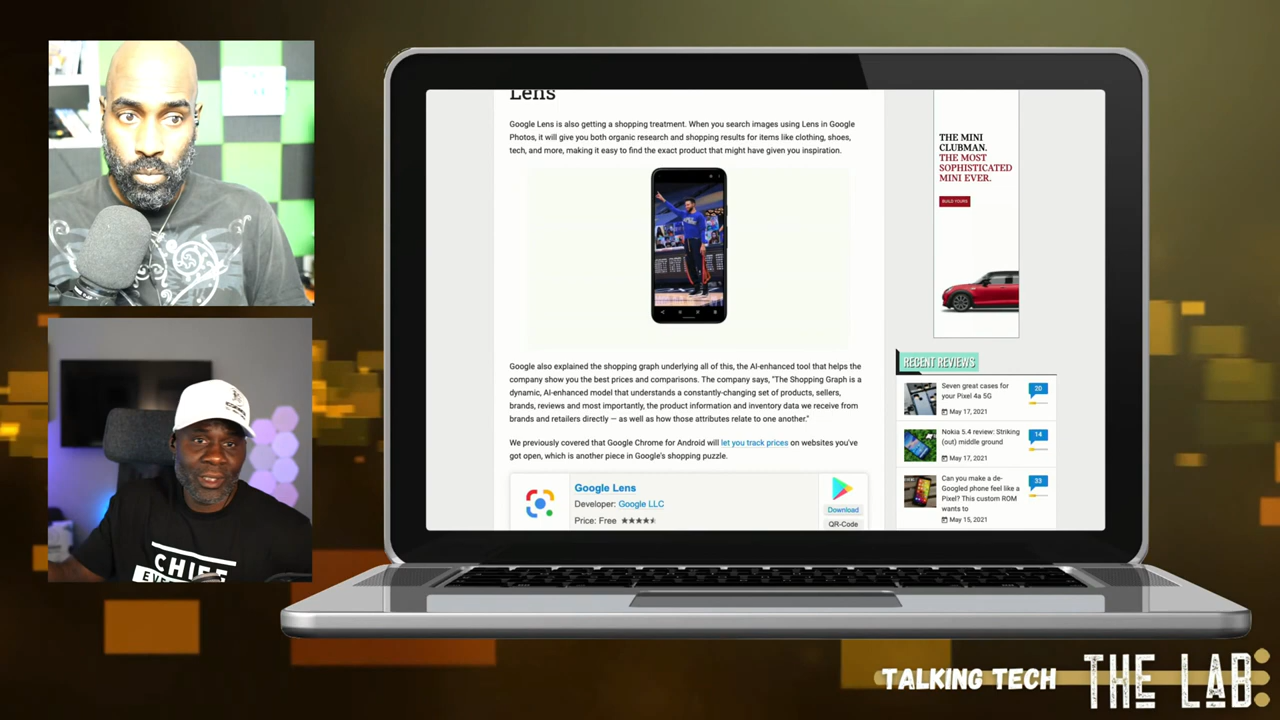 Lens
Google Lens is also getting a shopping treatment. When you search images using Lens in Google
Photos, it will give you both organic research and shopping results for items like clothing, shoes,
tech, and more, making it easy to find the exact product that might have given you inspiration.
Google also explained the shopping graph underlying all of this, the AI-enhanced tool that helps the
company show you the best prices and comparisons. The company says, "The Shopping Graph is a
dynamic, AI-enhanced model that understands a constantly-changing set of products, sellers,
brands, reviews and most importantly, the product information and inventory data we receive from
brands and retailers directly — as well as how those attributes relate to one another."
We previously covered that Google Chrome for Android will let you track prices on websites you've
got open, which is another piece in Google's shopping puzzle.
Google Lens
Developer: Google LLC
Price: Free
Download
QR-Code
THE MINI
CLUBMAN.
THE MOST
SOPHISTICATED
MINI EVER.
BUILD YOURS
RECENT REVIEWS
Seven great cases for
your Pixel 4a 5G
20
May 17, 2021
Nokia 5.4 review: Striking
(out) middle ground
14
May 17, 2021
Can you make a de-
Googled phone feel like a
Pixel? This custom ROM
wants to
33
May 15, 2021
CHIEF
TALKING TECH
THE LAB